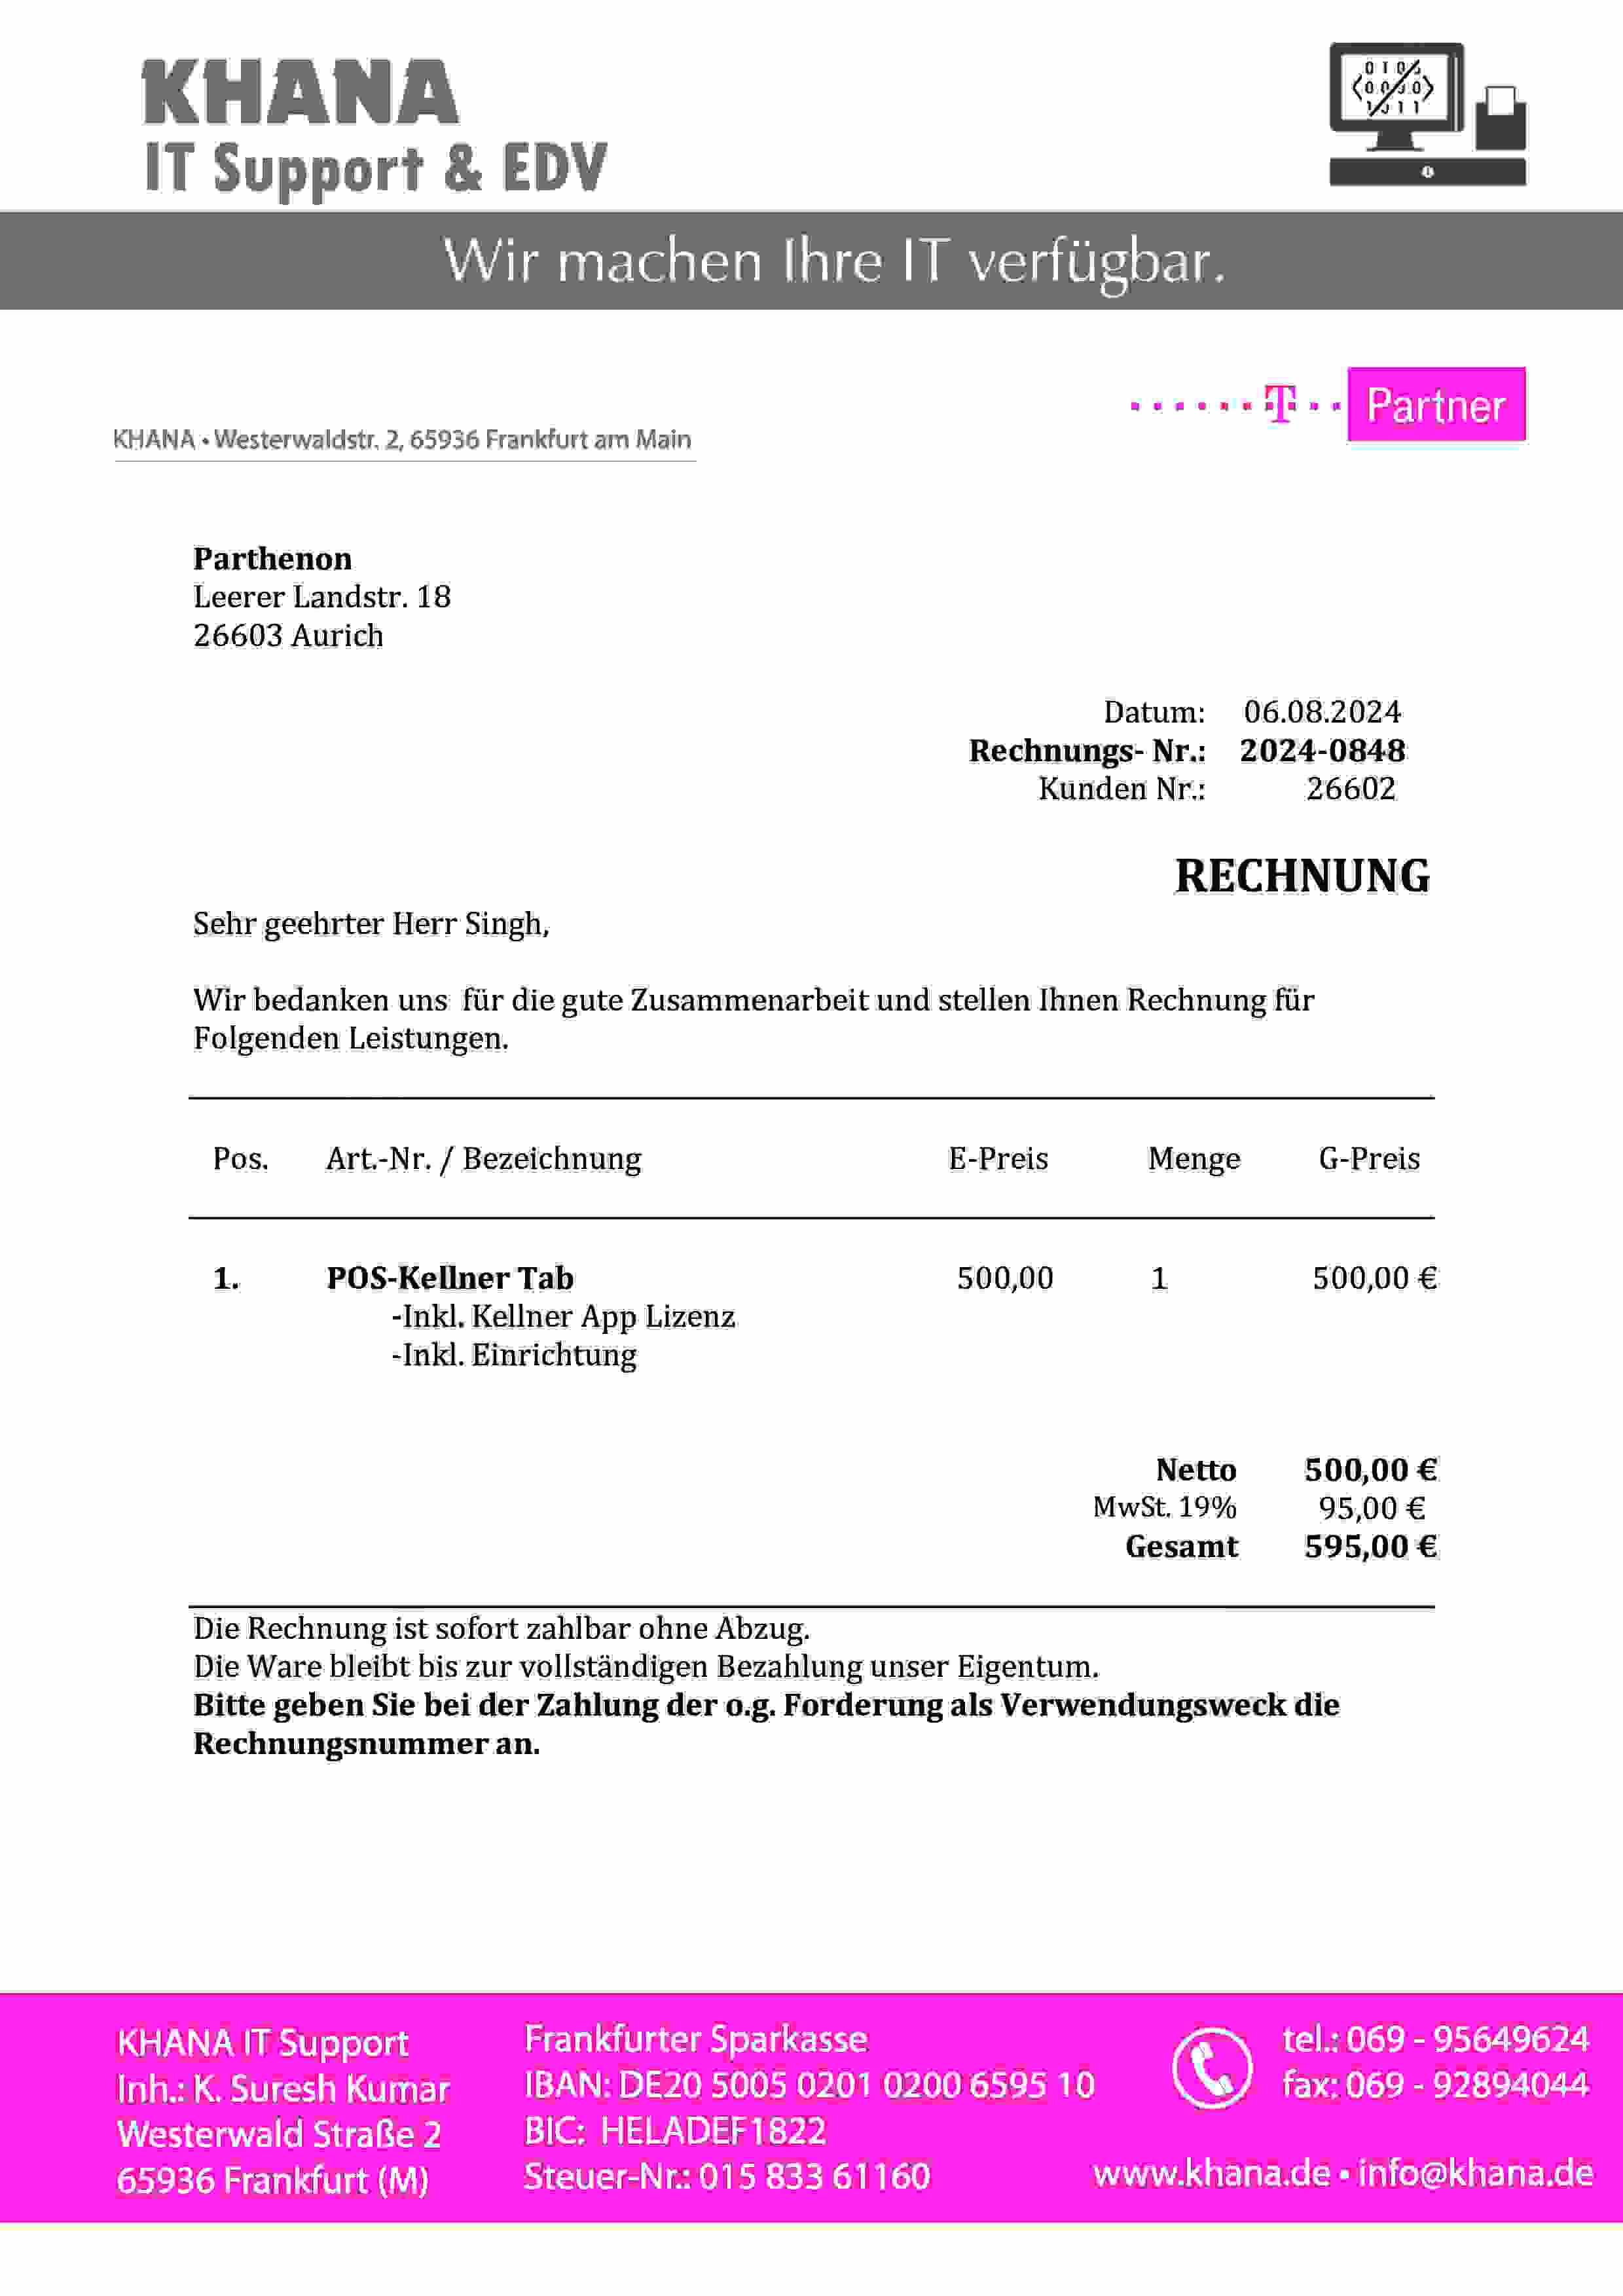 KHANA
IT Support & EDV
Wir machen Ihre IT verfügbar.
T Partner
KHANA • Westerwaldstr. 2, 65936 Frankfurt am Main
Parthenon
Leerer Landstr. 18
26603 Aurich
Datum: 06.08.2024
Rechnungs- Nr.: 2024-0848
Kunden Nr.: 26602
RECHNUNG
Sehr geehrter Herr Singh,
Wir bedanken uns für die gute Zusammenarbeit und stellen Ihnen Rechnung für
Folgenden Leistungen.
Pos. Art.-Nr. / Bezeichnung E-Preis Menge G-Preis
1. POS-Kellner Tab 500,00 1 500,00 €
-Inkl. Kellner App Lizenz
-Inkl. Einrichtung
Netto 500,00 €
MwSt. 19% 95,00 €
Gesamt 595,00 €
Die Rechnung ist sofort zahlbar ohne Abzug.
Die Ware bleibt bis zur vollständigen Bezahlung unser Eigentum.
Bitte geben Sie bei der Zahlung der o.g. Forderung als Verwendungsweck die
Rechnungsnummer an.
KHANA IT Support
Inh.: K. Suresh Kumar
Westerwald Straße 2
65936 Frankfurt (M)
Frankfurter Sparkasse
IBAN: DE20 5005 0201 0200 6595 10
BIC: HELADEF1822
Steuer-Nr.: 015 833 61160
tel.: 069 - 95649624
fax: 069 - 92894044
www.khana.de • info@khana.de